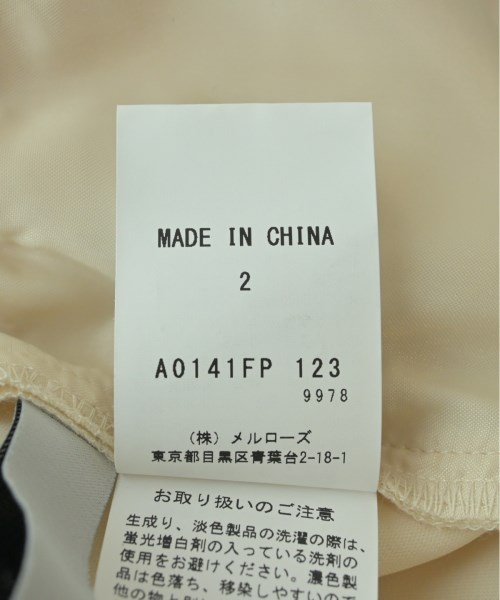 MADE IN CHINA
2
A0141FP 123
9978
(株) メルローズ
東京都目黒区青葉台2-18-1
お取り扱いのご注意
生成り、淡色製品の洗濯の際は、
蛍光増白剤の入っている洗剤の
使用をお避けください。濃色製
品は色落ち、移染しやすいので
他の物と